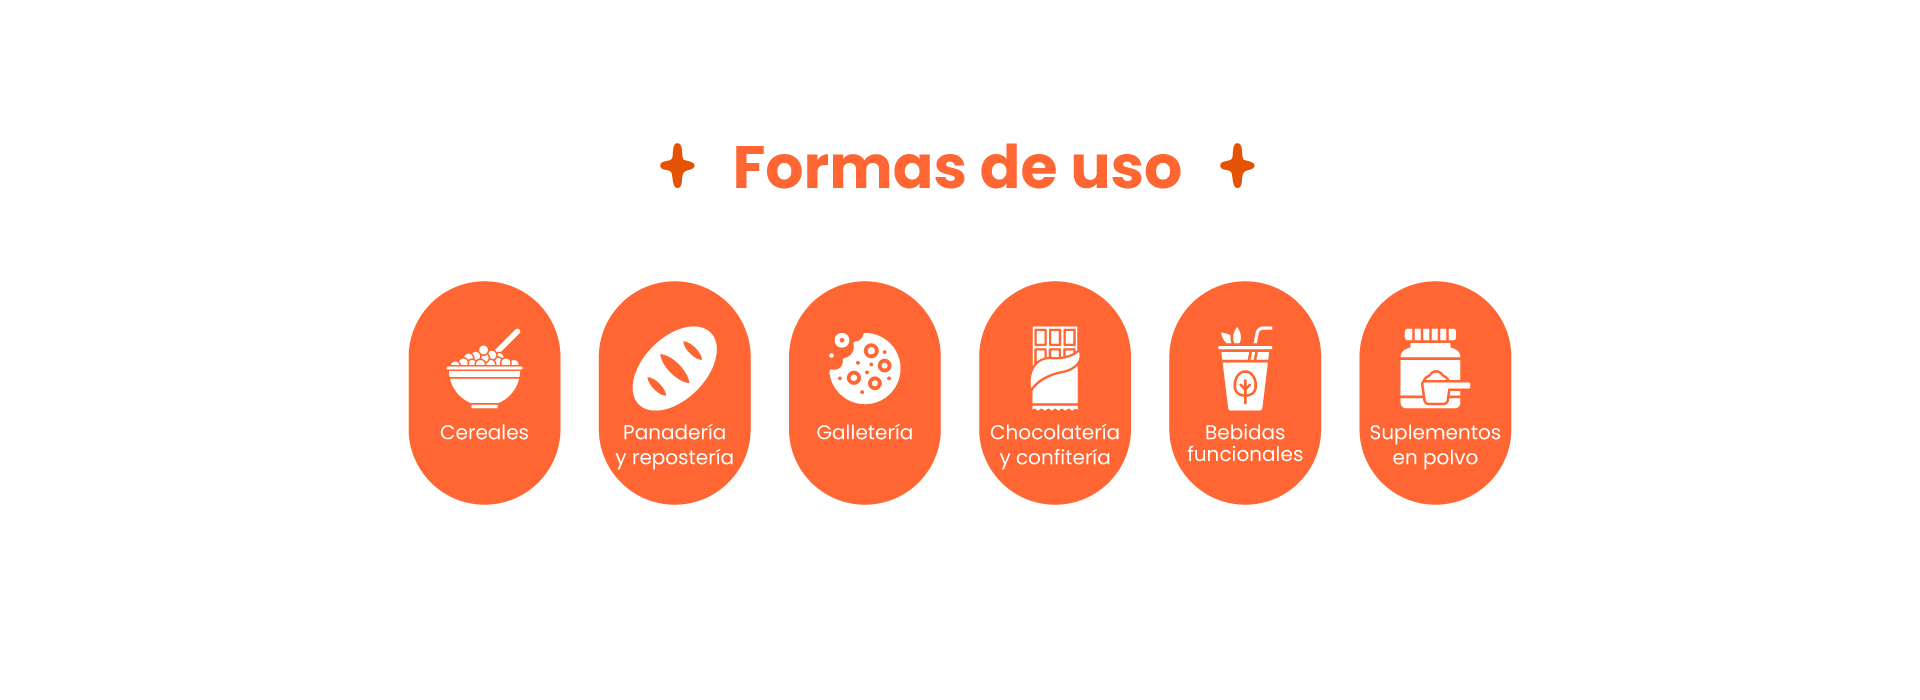 Formas de uso
Cereales
Panadería
y repostería
Galletería
Chocolatería
y confitería
Bebidas
funcionales
Suplementos
en polvo